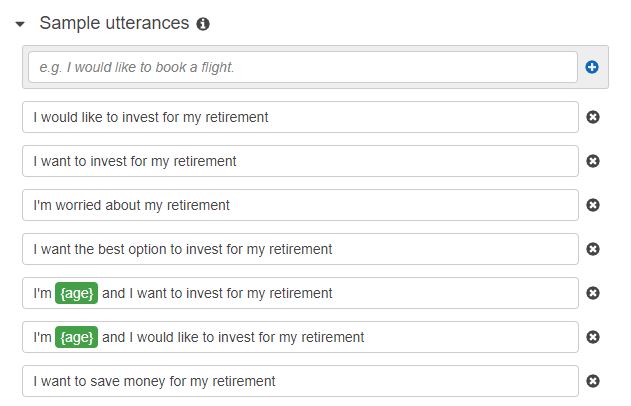 Sample utterances
e.g. I would like to book a flight.
I would like to invest for my retirement
I want to invest for my retirement
I'm worried about my retirement
I want the best option to invest for my retirement
I'm {age} and I want to invest for my retirement
I'm {age} and I would like to invest for my retirement
I want to save money for my retirement